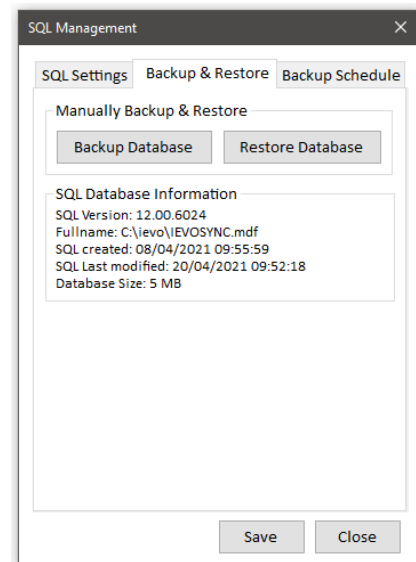 SQL Management
SQL Settings Backup & Restore Backup Schedule
Manually Backup & Restore
Backup Database Restore Database
SQL Database Information
SQL Version: 12.00.6024
Fullname: C:\ievo\IEVOSYNC.mdf
SQL created: 08/04/2021 09:55:59
SQL Last modified: 20/04/2021 09:52:18
Database Size: 5 MB
Save Close